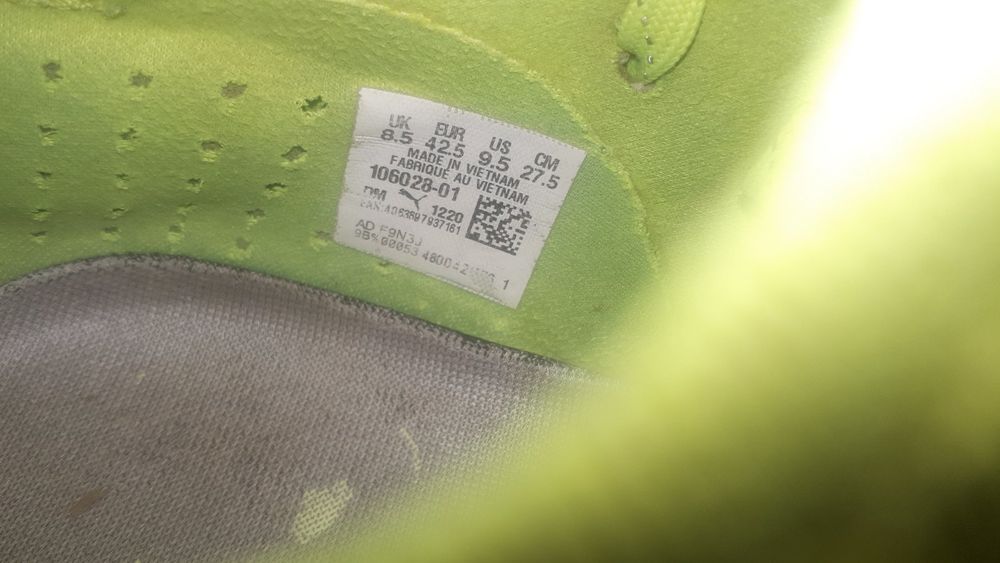 UK EUR US CM
8.5 42.5 9.5 27.5
MADE IN VIETNAM
FABRIQUÉ AU VIETNAM
106028-01
DM 1220
AD F9N3J